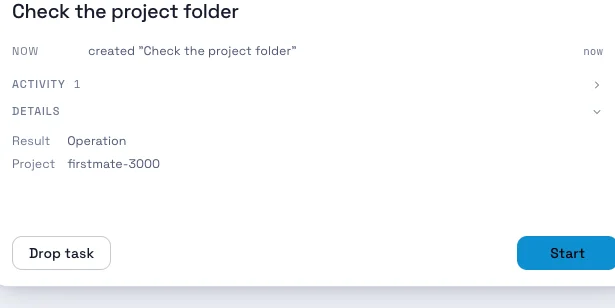 Check the project folder
NOW created "Check the project folder" now
ACTIVITY 1
DETAILS
Result Operation
Project firstmate-3000
Drop task Start